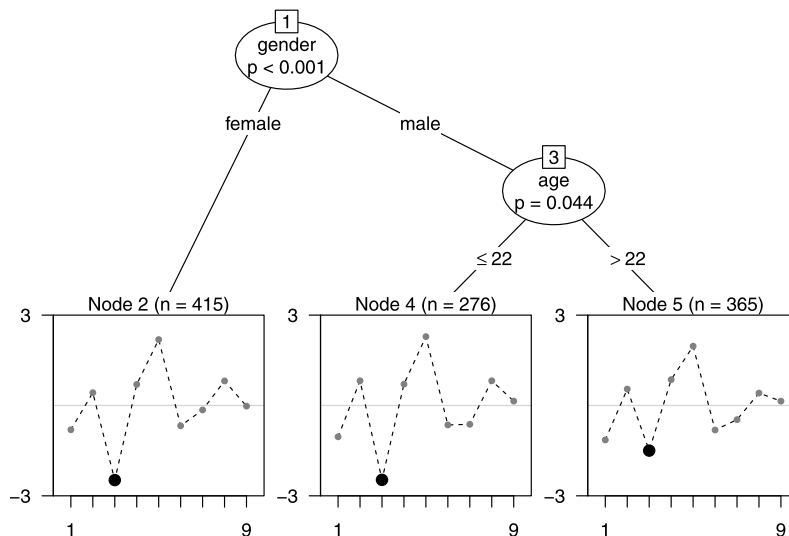 1
gender
p < 0.001
female
male
3
age
p = 0.044
≤ 22
> 22
Node 2 (n = 415)
3
−3
1
9
Node 4 (n = 276)
3
−3
1
9
Node 5 (n = 365)
3
−3
1
9